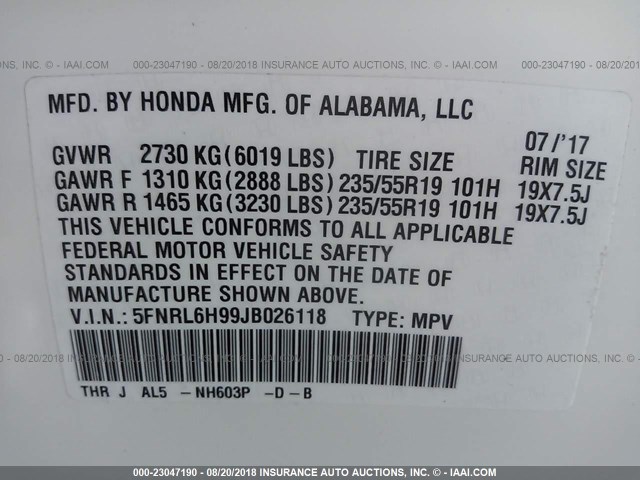 IONS, INC. - IAAI.COM 000-23047190 - 08/20/2018 INSURANCE AUTO AUCTIONS, INC. - IAAI.COM 000-23047190 - 08/20
MFD. BY HONDA MFG. OF ALABAMA, LLC
07/'17
GVWR 2730 KG(6019 LBS) TIRE SIZE RIM SIZE
GAWR F 1310 KG(2888 LBS) 235/55R19 101H 19X7.5J
GAWR R 1465 KG(3230 LBS) 235/55R19 101H 19X7.5J
THIS VEHICLE CONFORMS TO ALL APPLICABLE
FEDERAL MOTOR VEHICLE SAFETY
STANDARDS IN EFFECT ON THE DATE OF
MANUFACTURE SHOWN ABOVE.
V.I.N.: 5FNRL6H99JB026118 TYPE: MPV
THR J AL5 -NH603P -D-B
000-23047190 - 08/20/2018 INSURANCE AUTO AUCTIONS, INC. - IAAI.COM